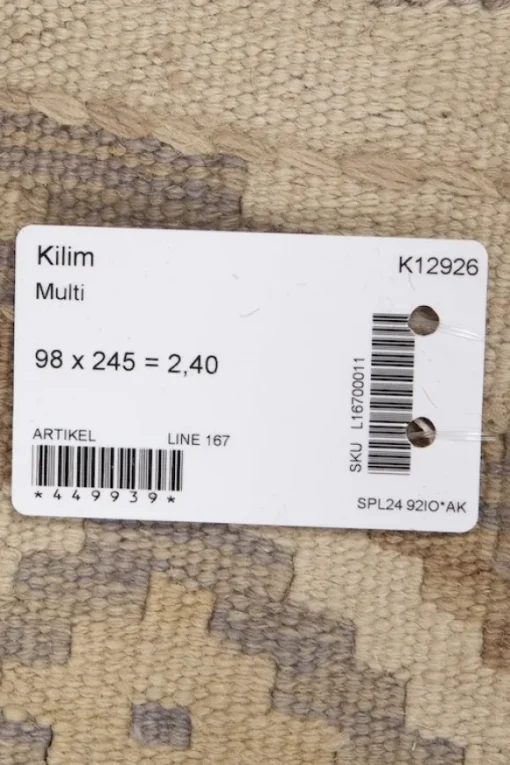 Kilim
K12926
Multi
98 x 245 = 2,40
ARTIKEL LINE 167
*449939*
SKU L16700011
SPL24 92IO*AK